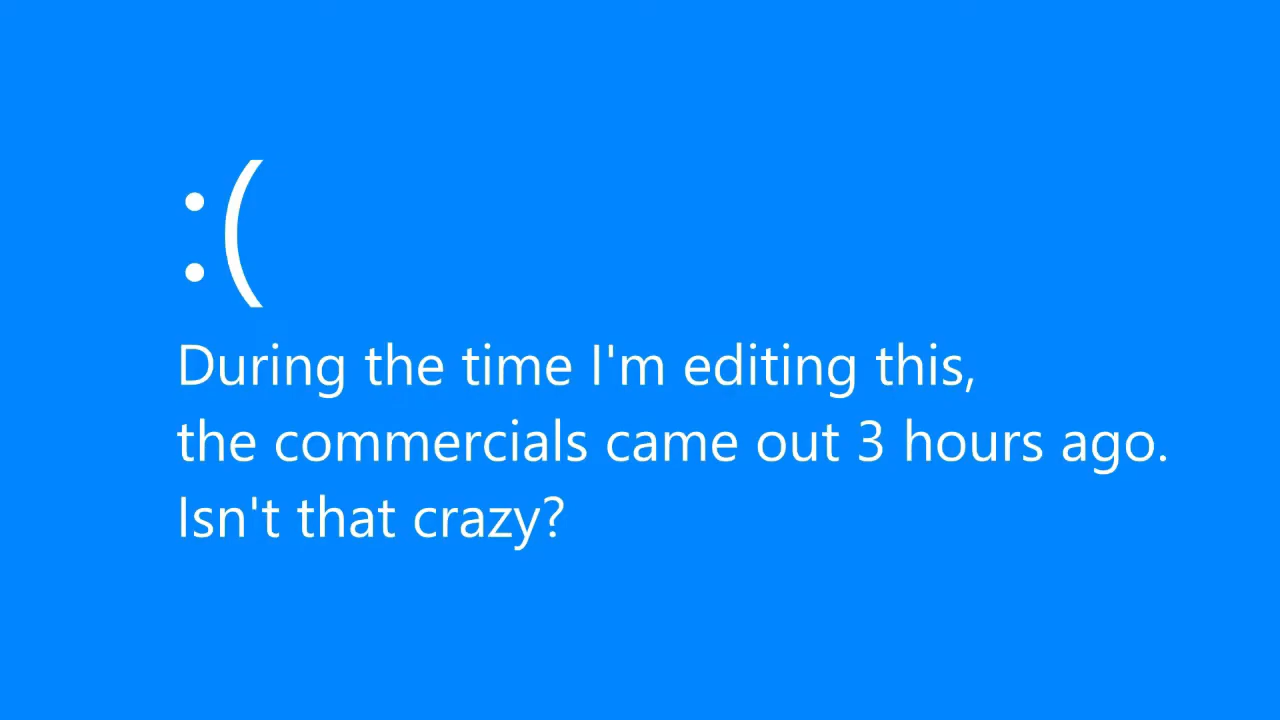 :(
During the time I'm editing this,
the commercials came out 3 hours ago.
Isn't that crazy?